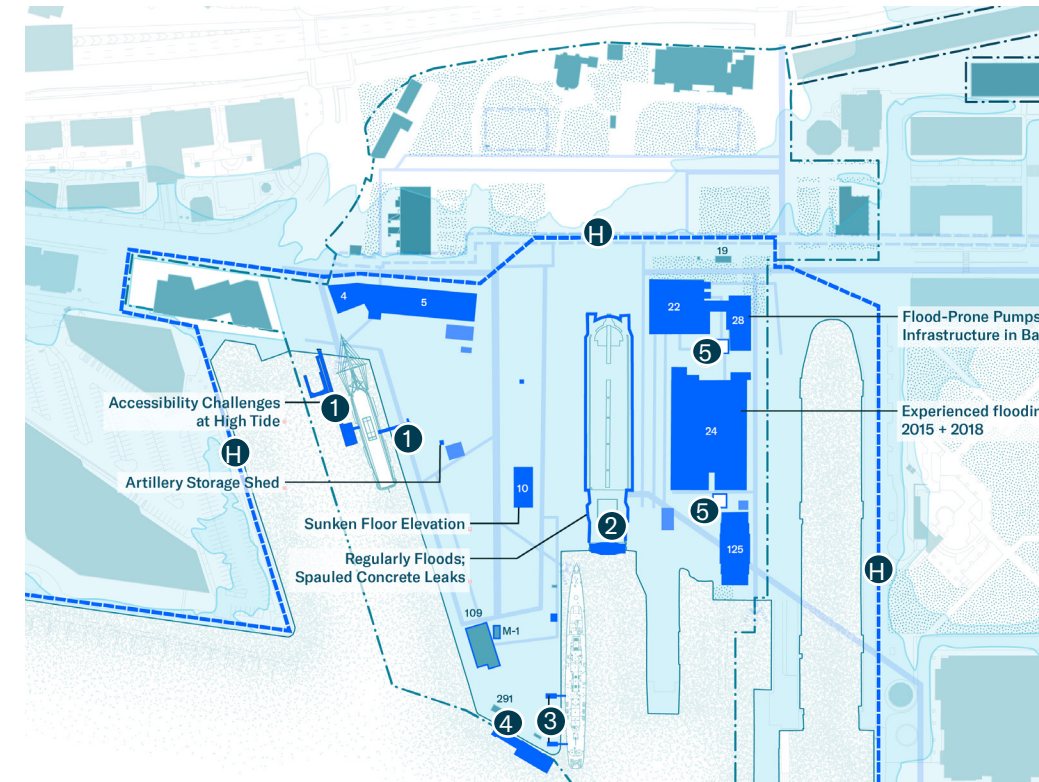 H
19
4
5
22
28
Flood-Prone Pumps
Infrastructure in Ba
5
Accessibility Challenges
at High Tide
1
1
Experienced floodin
2015 + 2018
24
H
Artillery Storage Shed
10
5
Sunken Floor Elevation
2
Regularly Floods;
Spauled Concrete Leaks
125
H
109
M-1
291
4
3